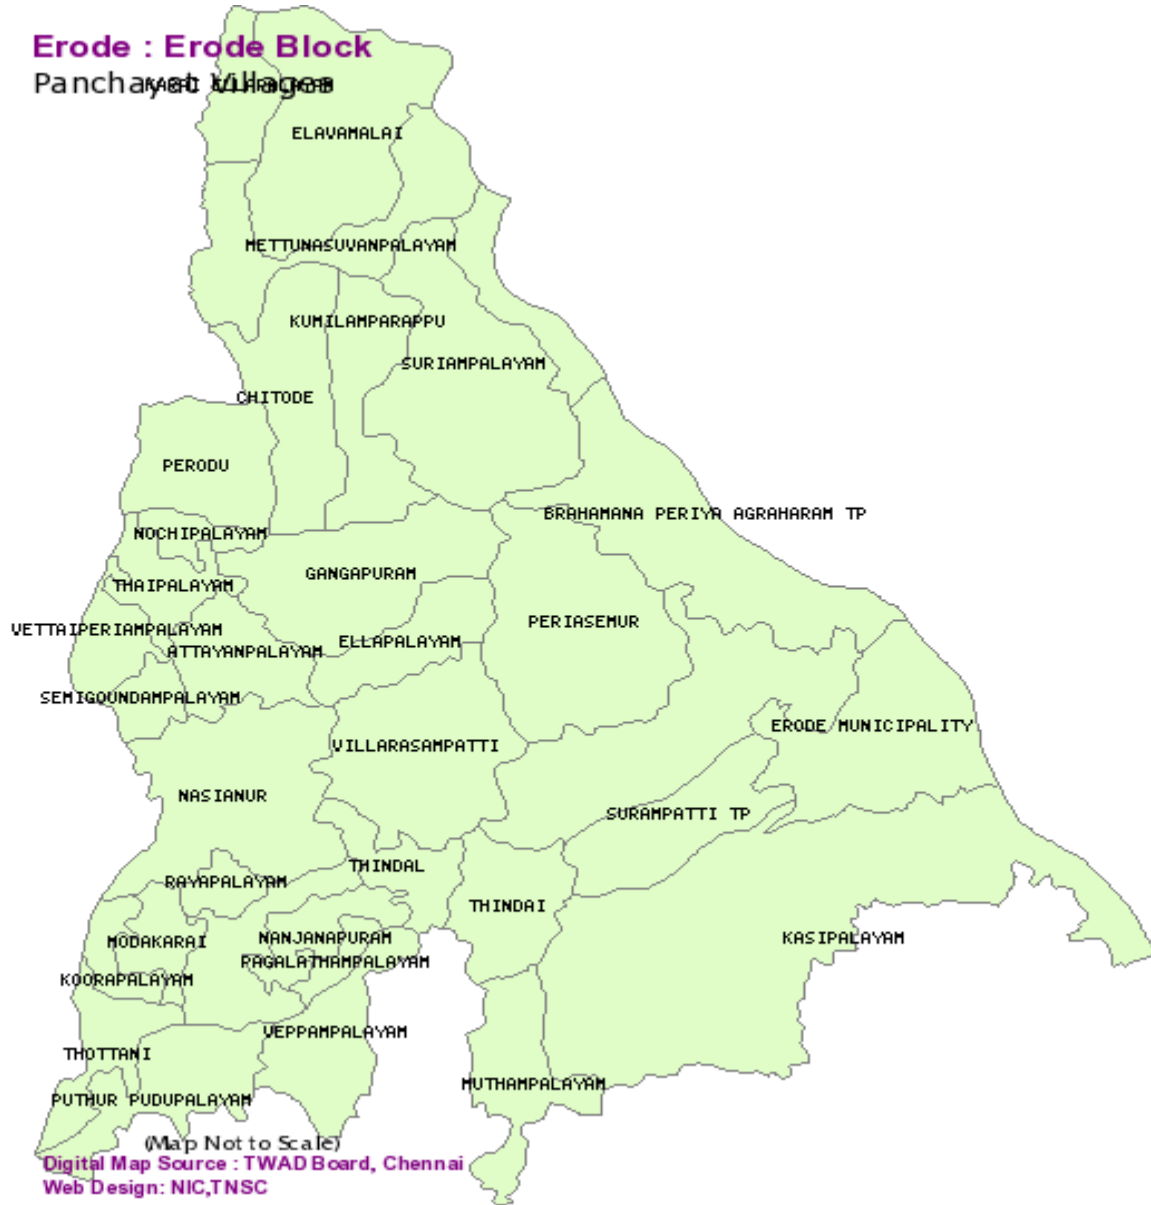 Erode : Erode Block
Panchayat Villages
ELAVAMALAI
METTUNASUVANPALAYAM
KUMILAMPARAPPU
SURIAMPALAYAM
CHITODE
PERODU
BRAHAMANA PERIYA AGRAHARAM TP
NOCHIPALAYAM
GANGAPURAM
THAIPALAYAM
PERIASEMUR
VETTAIPERIAMPALAYAM
ELLAPALAYAM
ATTAYANPALAYAM
SEMIGOUNDAMPALAYAM
ERODE MUNICIPALITY
VILLARASAMPATTI
NASIANUR
SURAMPATTI TP
THINDAL
RAYAPALAYAM
THINDAI
MODAKARAI
NANJANAPURAM
KASIPALAYAM
PAGALATHAMPALAYAM
KOORAPALAYAM
VEPPAMPALAYAM
THOTTANI
MUTHAMPALAYAM
PUTHUR PUDUPALAYAM
(Map Not to Scale)
Digital Map Source : TWAD Board, Chennai
Web Design: NIC,TNSC